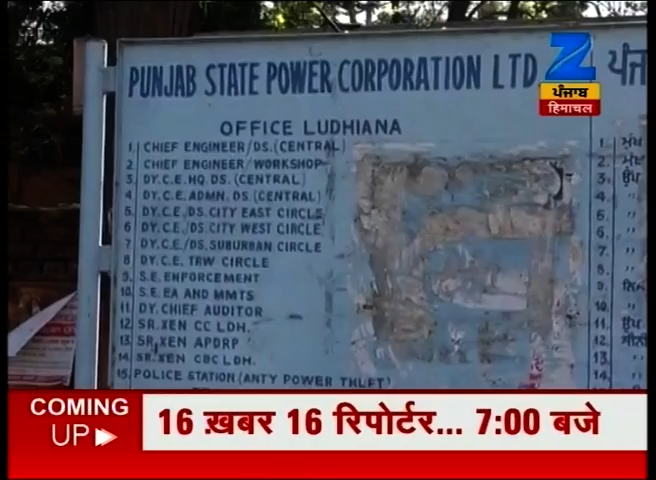 PUNJAB STATE POWER CORPORATION LTD
OFFICE LUDHIANA
1 CHIEF ENGINEER/DS. (CENTRAL)
2 CHIEF ENGINEER/WORKSHOP
3 DY.C.E.HQ.DS. (CENTRAL)
4 DY.C.E.ADMN.DS. (CENTRAL)
5 DY.C.E./DS.CITY EAST CIRCLE
6 DY.C.E./DS.CITY WEST CIRCLE
7 DY.C.E./DS.SUBURBAN CIRCLE
8 DY.C.E. TRW CIRCLE
9 S.E. ENFORCEMENT
10 S.E. EA AND MMTS
11 DY. CHIEF AUDITOR
12 SR.XEN CC LDH.
13 SR.XEN APDRP
14 SR.XEN CBC LDH.
15. POLICE STATION (ANTY POWER THEFT)
1.
2.
3.
4.
5.
6.
7.
8.
9.
10.
11.
12.
13.
14.
ਪੰਜਾਬ
हिमाचल
COMING UP
16 ख़बर 16 रिपोर्टर... 7:00 बजे